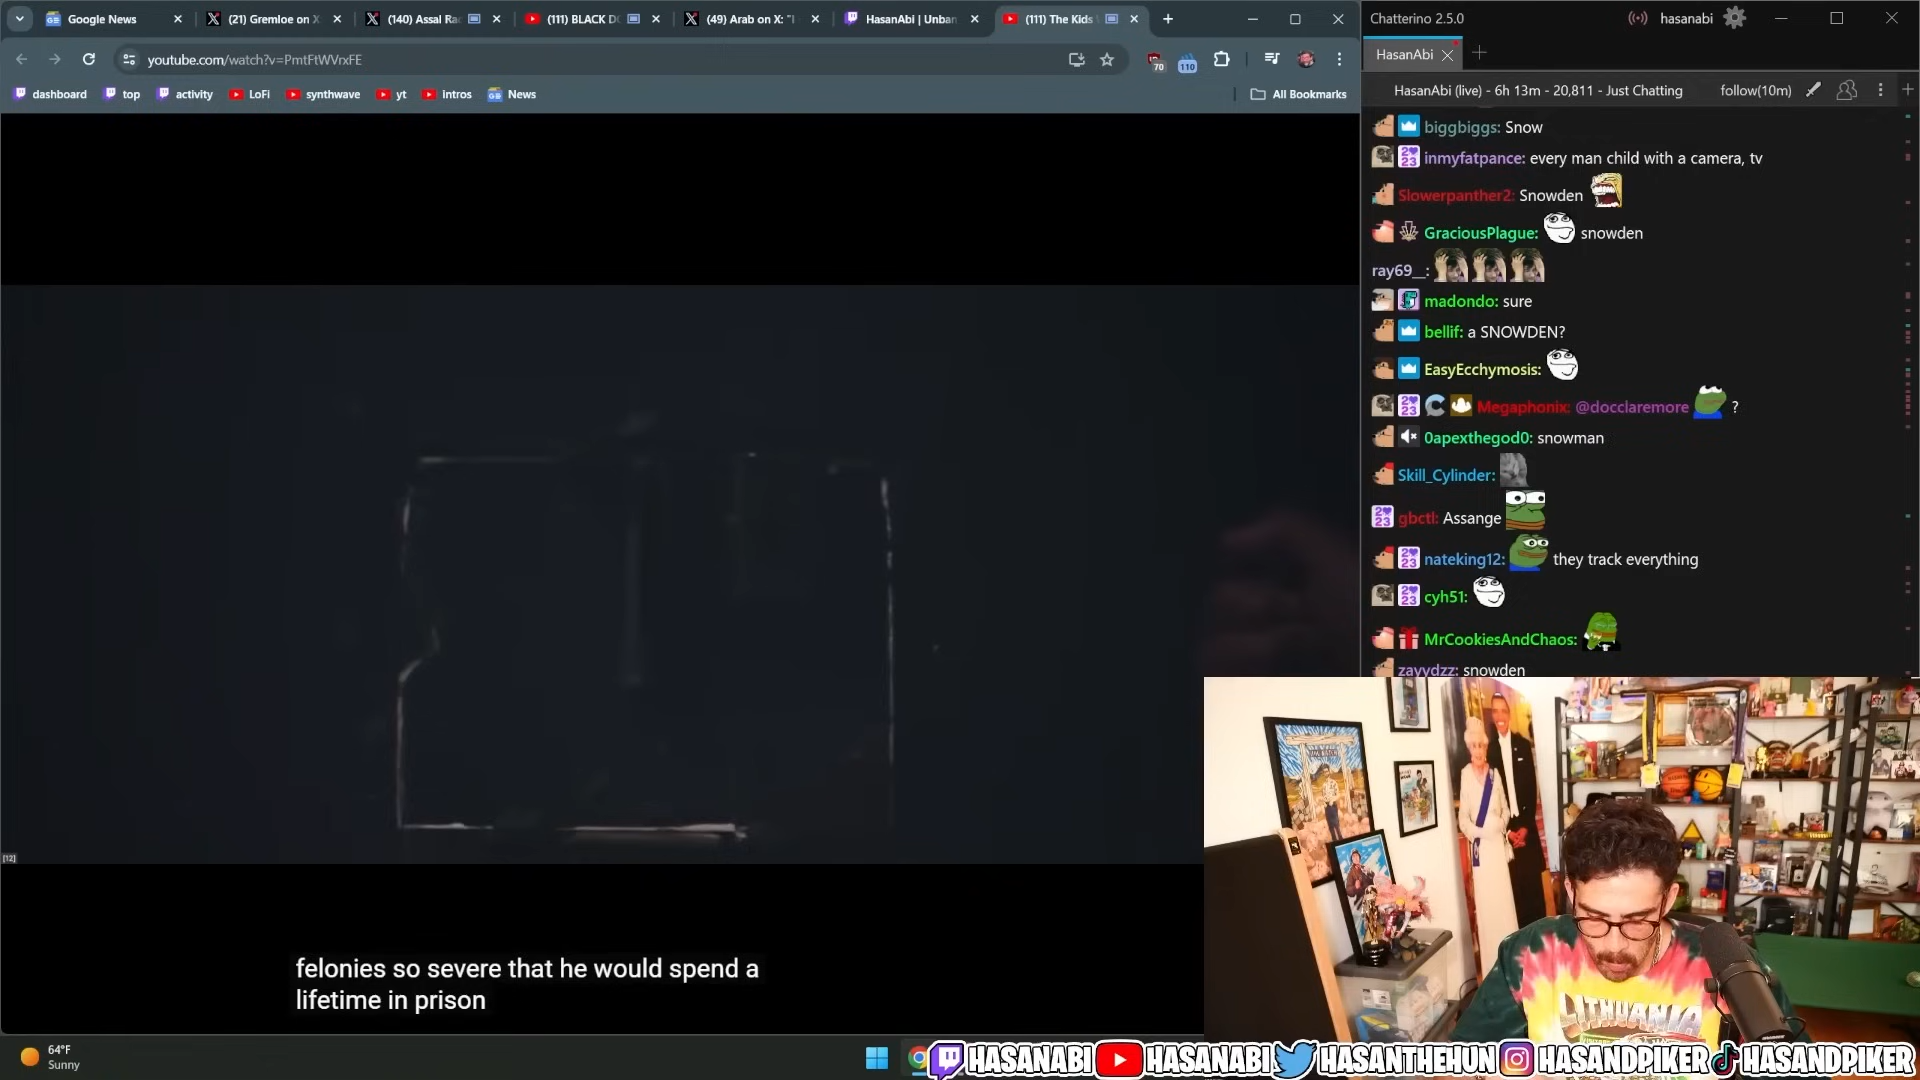 Google News
(21) Gremloe on X
(140) Assal Ra
(111) BLACK D
(49) Arab on X: "I
HasanAbi | Unban
(111) The Kids
youtube.com/watch?v=PmtFtWVrxFE
70
110
dashboard
top
activity
LoFi
synthwave
yt
Intros
News
All Bookmarks
[12]
felonies so severe that he would spend a
lifetime in prison
Chatterino 2.5.0
hasanabi
HasanAbi
HasanAbi (live) - 6h 13m - 20,811 - Just Chatting
follow(10m)
biggbiggs: Snow
inmyfatpance: every man child with a camera, tv
Slowerpanther2: Snowden
GraciousPlague: snowden
ray69__:
madondo: sure
bellif: a SNOWDEN?
EasyEcchymosis:
Megaphonix: @docclaremore ?
0apexthegod0: snowman
Skill_Cylinder:
gbctl: Assange
nateking12: they track everything
cyh51:
MrCookiesAndChaos:
zayydzz: snowden
LITHUANIA
64°F
Sunny
HASANABI
HASANABI
HASANTHEHUN
HASANDPIKER
HASANDPIKER